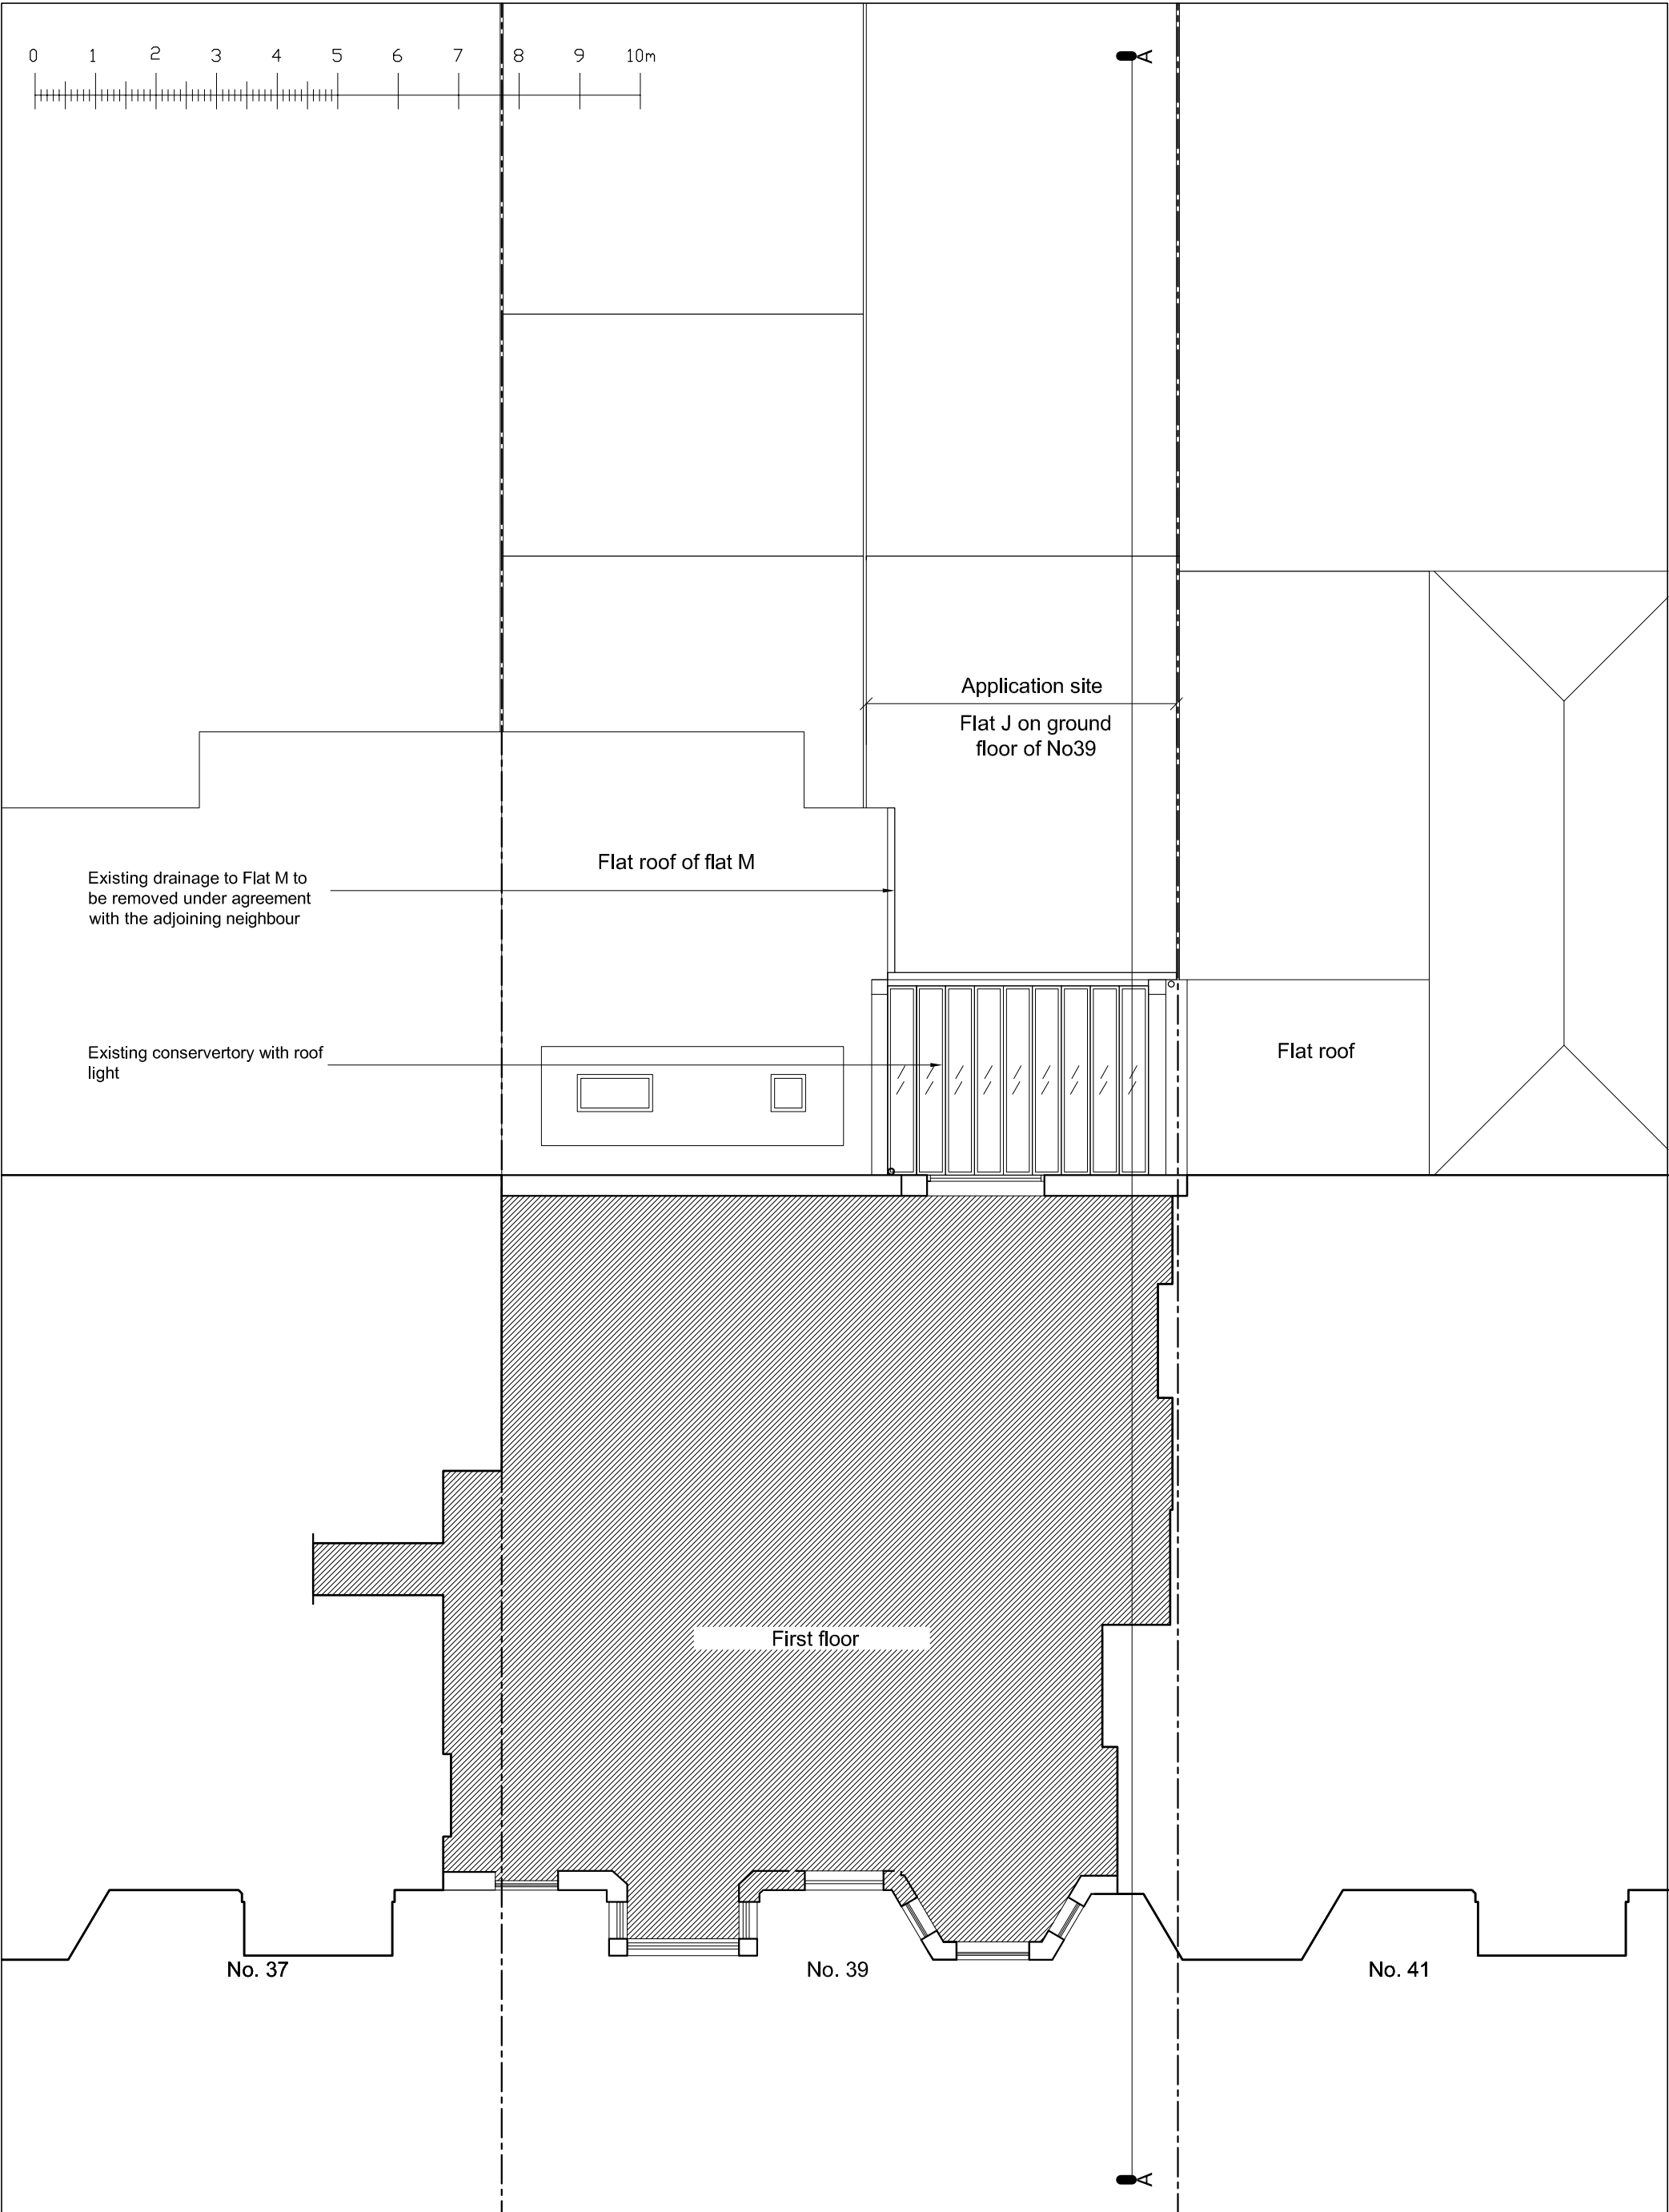 0 1 2 3 4 5 6 7 8 9 10m
A
Application site
Flat J on ground
floor of No39
Flat roof of flat M
Existing drainage to Flat M to
be removed under agreement
with the adjoining neighbour
Existing conservertory with roof
light
Flat roof
First floor
No. 37
No. 39
No. 41
A